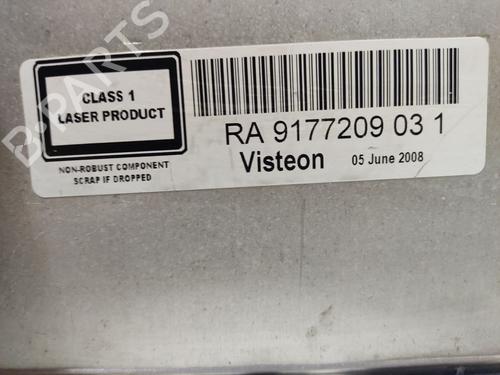 CLASS 1
LASER PRODUCT
NON-ROBUST COMPONENT
SCRAP IF DROPPED
RA 9177209 03 1
Visteon 05 June 2008
B-PARTS